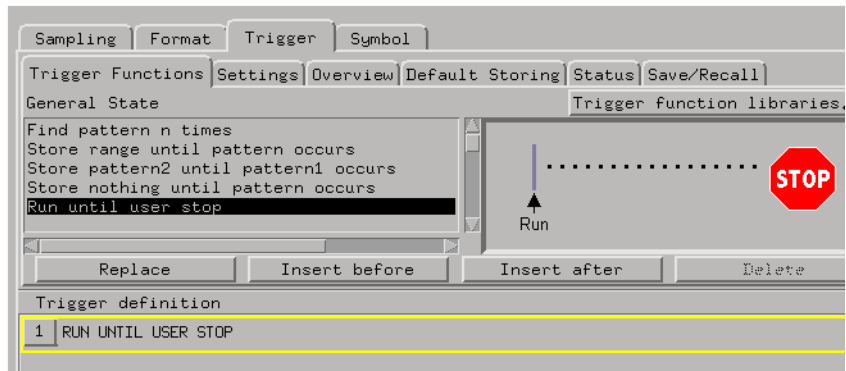 Sampling Format Trigger Symbol
Trigger Functions Settings Overview Default Storing Status Save/Recall
General State Trigger function libraries.
Find pattern n times
Store range until pattern occurs
Store pattern2 until pattern1 occurs
Store nothing until pattern occurs
Run until user stop
STOP
Run
Replace Insert before Insert after Delete
Trigger definition
1 RUN UNTIL USER STOP